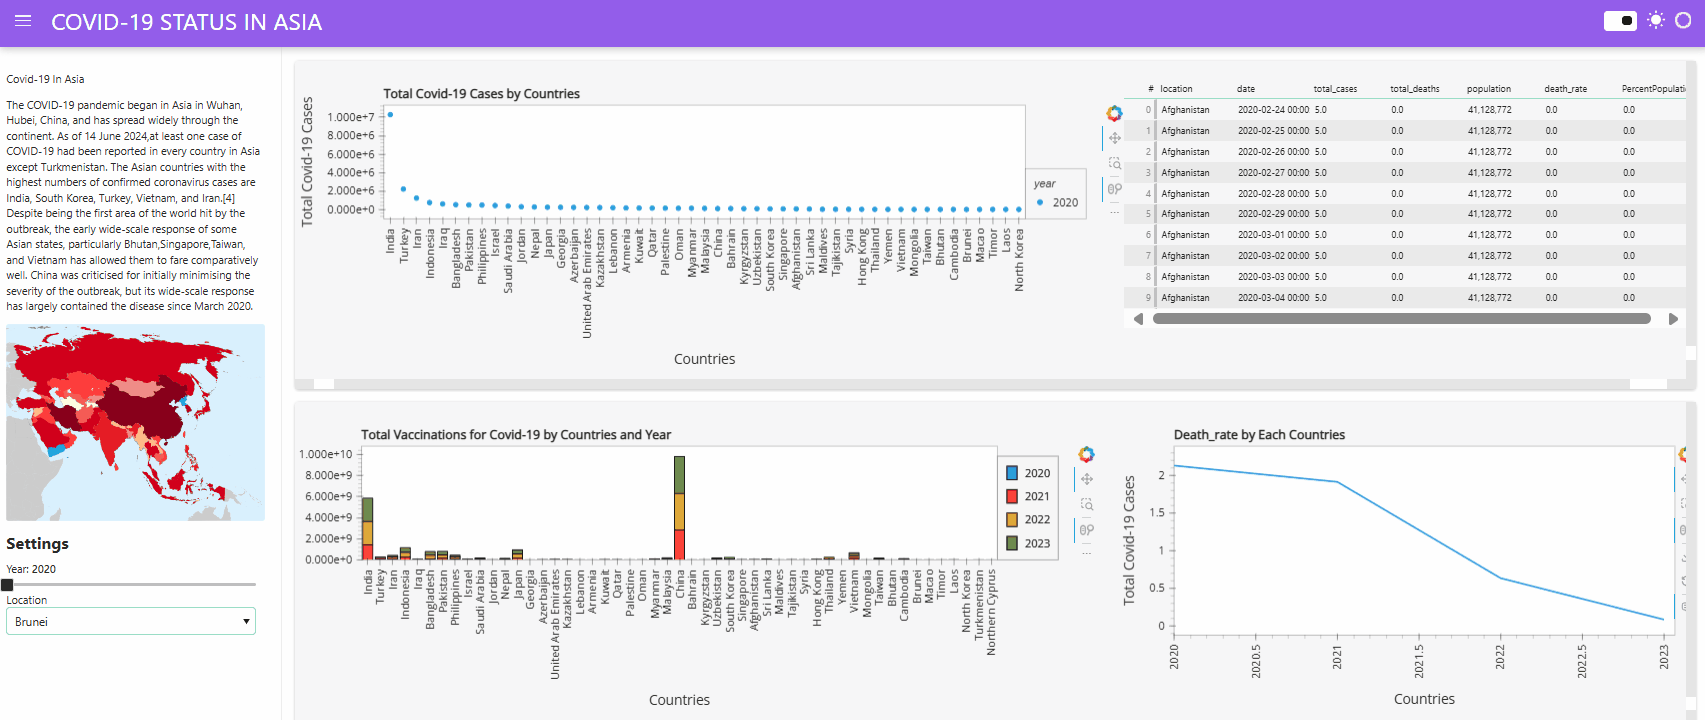 COVID-19 STATUS IN ASIA
Covid-19 In Asia
The COVID-19 pandemic began in Asia in Wuhan,
Hubei, China, and has spread widely through the
continent. As of 14 June 2024,at least one case of
COVID-19 had been reported in every country in Asia
except Turkmenistan. The Asian countries with the
highest numbers of confirmed coronavirus cases are
India, South Korea, Turkey, Vietnam, and Iran.[4]
Despite being the first area of the world hit by the
outbreak, the early wide-scale response of some
Asian states, particularly Bhutan,Singapore,Taiwan,
and Vietnam has allowed them to fare comparatively
well. China was criticised for initially minimising the
severity of the outbreak, but its wide-scale response
has largely contained the disease since March 2020.
Settings
Year: 2020
Location
Brunei
Total Covid-19 Cases by Countries
Total Covid-19 Cases
1.000e+7
8.000e+6
6.000e+6
4.000e+6
2.000e+6
0.000e+0
India
Turkey
Iran
Indonesia
Iraq
Bangladesh
Pakistan
Philippines
Israel
Saudi Arabia
Jordan
Nepal
Japan
Georgia
Azerbaijan
United Arab Emirates
Kazakhstan
Lebanon
Armenia
Kuwait
Qatar
Palestine
Oman
Myanmar
Malaysia
China
Bahrain
Kyrgyzstan
Uzbekistan
South Korea
Singapore
Afghanistan
Sri Lanka
Maldives
Tajikistan
Syria
Hong Kong
Thailand
Yemen
Vietnam
Mongolia
Taiwan
Bhutan
Cambodia
Brunei
Macao
Timor
Laos
North Korea
Countries
year
2020
# location date total_cases total_deaths population death_rate PercentPopulati
0 Afghanistan 2020-02-24 00:00 5.0 0.0 41,128,772 0.0 0.0
1 Afghanistan 2020-02-25 00:00 5.0 0.0 41,128,772 0.0 0.0
2 Afghanistan 2020-02-26 00:00 5.0 0.0 41,128,772 0.0 0.0
3 Afghanistan 2020-02-27 00:00 5.0 0.0 41,128,772 0.0 0.0
4 Afghanistan 2020-02-28 00:00 5.0 0.0 41,128,772 0.0 0.0
5 Afghanistan 2020-02-29 00:00 5.0 0.0 41,128,772 0.0 0.0
6 Afghanistan 2020-03-01 00:00 5.0 0.0 41,128,772 0.0 0.0
7 Afghanistan 2020-03-02 00:00 5.0 0.0 41,128,772 0.0 0.0
8 Afghanistan 2020-03-03 00:00 5.0 0.0 41,128,772 0.0 0.0
9 Afghanistan 2020-03-04 00:00 5.0 0.0 41,128,772 0.0 0.0
Total Vaccinations for Covid-19 by Countries and Year
1.000e+10
8.000e+9
6.000e+9
4.000e+9
2.000e+9
0.000e+0
India
Turkey
Iran
Indonesia
Iraq
Bangladesh
Pakistan
Philippines
Israel
Saudi Arabia
Jordan
Nepal
Japan
Georgia
Azerbaijan
United Arab Emirates
Kazakhstan
Lebanon
Armenia
Kuwait
Qatar
Palestine
Oman
Myanmar
Malaysia
China
Bahrain
Kyrgyzstan
Uzbekistan
South Korea
Singapore
Afghanistan
Sri Lanka
Maldives
Tajikistan
Syria
Hong Kong
Thailand
Yemen
Vietnam
Mongolia
Taiwan
Bhutan
Cambodia
Brunei
Macao
Timor
Laos
North Korea
Turkmenistan
Northern Cyprus
Countries
2020
2021
2022
2023
Death_rate by Each Countries
Total Covid-19 Cases
2
1.5
1
0.5
0
2020
2020.5
2021
2021.5
2022
2022.5
2023
Countries